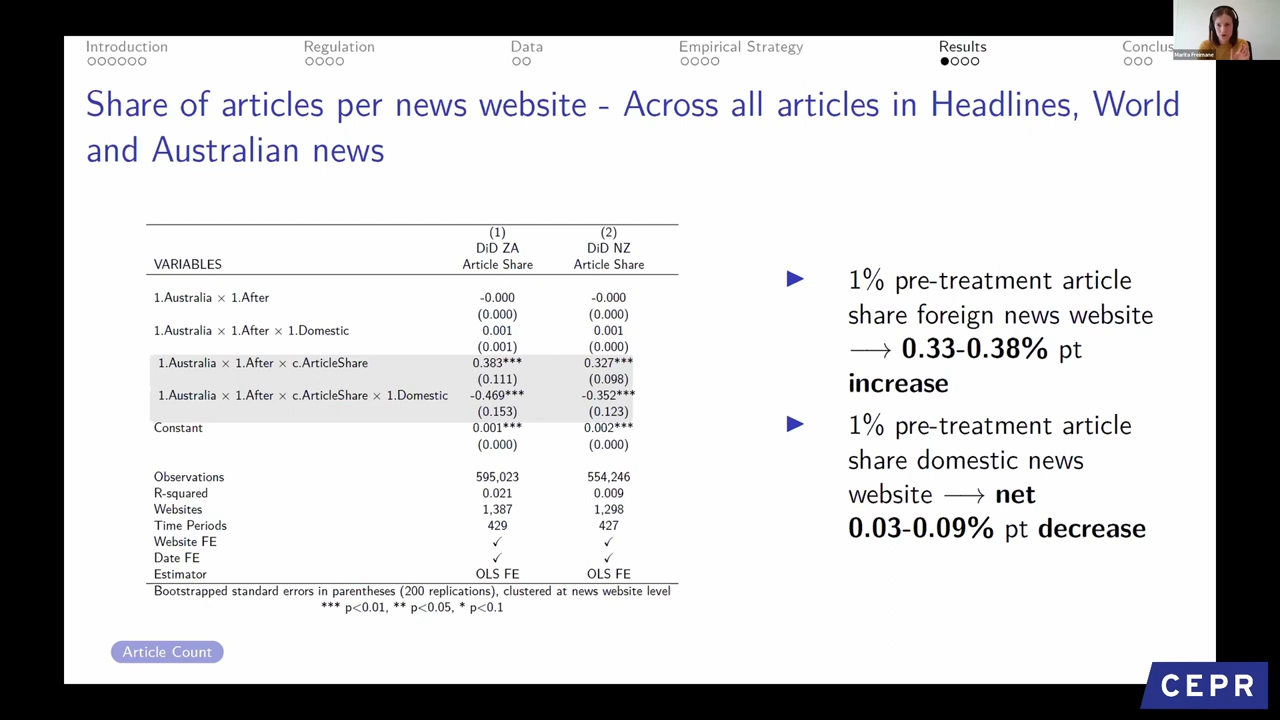 Introduction Regulation Data Empirical Strategy Results Conclus
Marita Freimane
Share of articles per news website - Across all articles in Headlines, World
and Australian news
(1) (2)
DiD ZA DiD NZ
VARIABLES Article Share Article Share
1.Australia × 1.After -0.000 -0.000
(0.000) (0.000)
1.Australia × 1.After × 1.Domestic 0.001 0.001
(0.001) (0.000)
1.Australia × 1.After × c.ArticleShare 0.383*** 0.327***
(0.111) (0.098)
1.Australia × 1.After × c.ArticleShare × 1.Domestic -0.469*** -0.352***
(0.153) (0.123)
Constant 0.001*** 0.002***
(0.000) (0.000)
Observations 595,023 554,246
R-squared 0.021 0.009
Websites 1,387 1,298
Time Periods 429 427
Website FE ✓ ✓
Date FE ✓ ✓
Estimator OLS FE OLS FE
Bootstrapped standard errors in parentheses (200 replications), clustered at news website level
*** p<0.01, ** p<0.05, * p<0.1
1% pre-treatment article
share foreign news website
⟶ 0.33-0.38% pt
increase
1% pre-treatment article
share domestic news
website ⟶ net
0.03-0.09% pt decrease
Article Count
CEPR